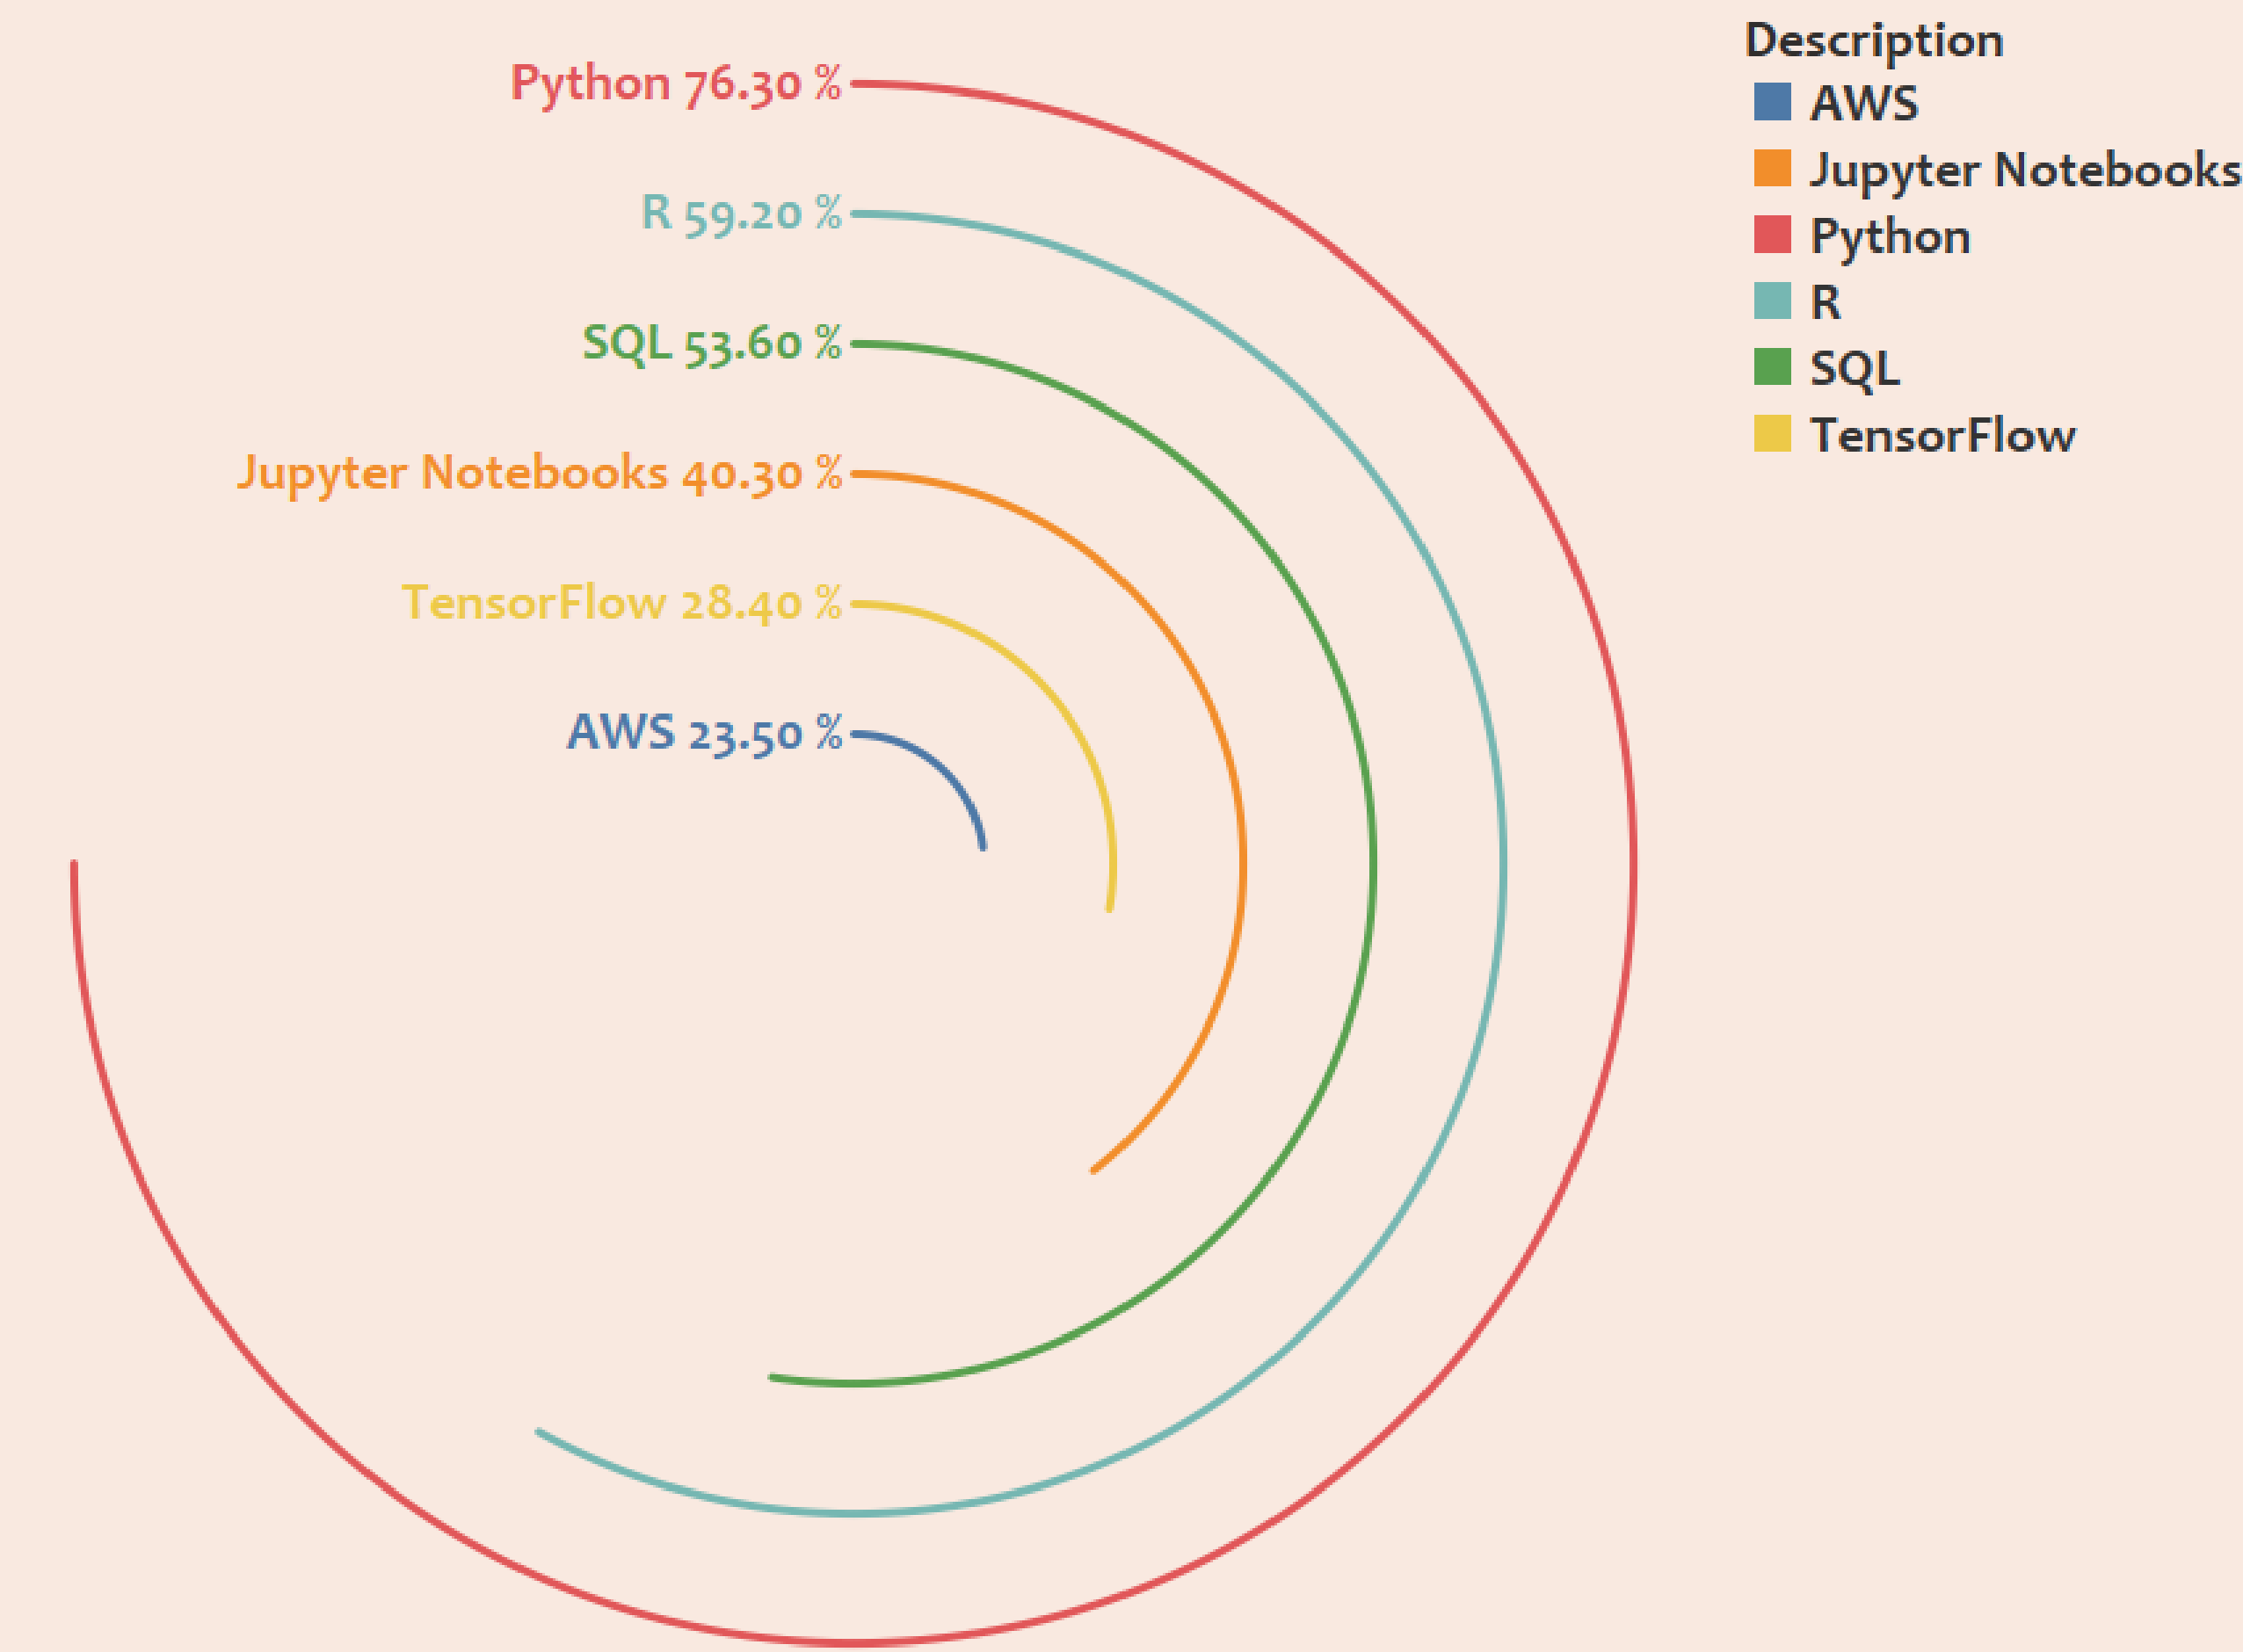 Python 76.30 %
R 59.20 %
SQL 53.60 %
Jupyter Notebooks 40.30 %
TensorFlow 28.40 %
AWS 23.50 %
Description
AWS
Jupyter Notebooks
Python
R
SQL
TensorFlow